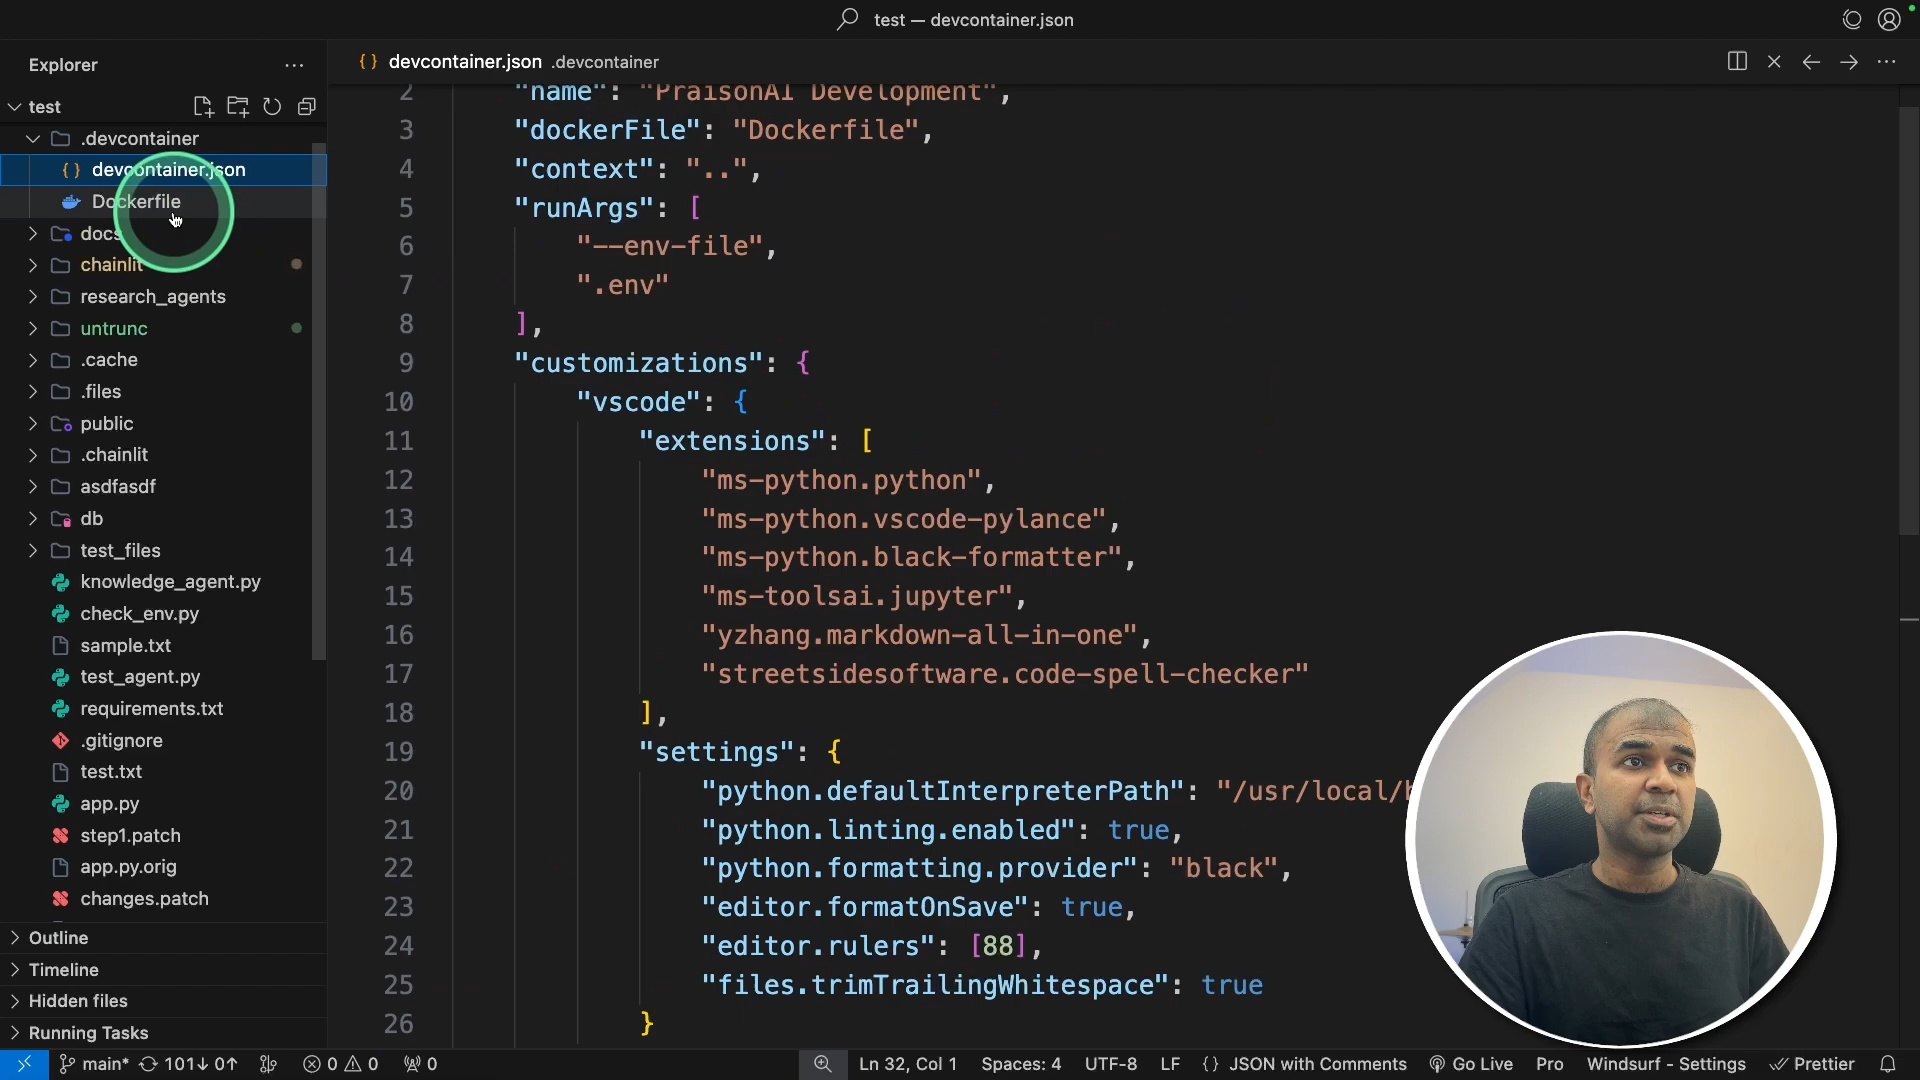 test — devcontainer.json
Explorer
devcontainer.json .devcontainer
test
.devcontainer
devcontainer.json
Dockerfile
docs
chainlit
research_agents
untrunc
.cache
.files
public
.chainlit
asdfasdf
db
test_files
knowledge_agent.py
check_env.py
sample.txt
test_agent.py
requirements.txt
.gitignore
test.txt
app.py
step1.patch
app.py.orig
changes.patch
Outline
Timeline
Hidden files
Running Tasks
2 "name": "PraisonAI Development",
3 "dockerFile": "Dockerfile",
4 "context": "..",
5 "runArgs": [
6 "--env-file",
7 ".env"
8 ],
9 "customizations": {
10 "vscode": {
11 "extensions": [
12 "ms-python.python",
13 "ms-python.vscode-pylance",
14 "ms-python.black-formatter",
15 "ms-toolsai.jupyter",
16 "yzhang.markdown-all-in-one",
17 "streetsidesoftware.code-spell-checker"
18 ],
19 "settings": {
20 "python.defaultInterpreterPath": "/usr/local/
21 "python.linting.enabled": true,
22 "python.formatting.provider": "black",
23 "editor.formatOnSave": true,
24 "editor.rulers": [88],
25 "files.trimTrailingWhitespace": true
26 }
main* 101↓ 0↑ 0 0 0 Ln 32, Col 1 Spaces: 4 UTF-8 LF {} JSON with Comments Go Live Pro Windsurf - Settings Prettier